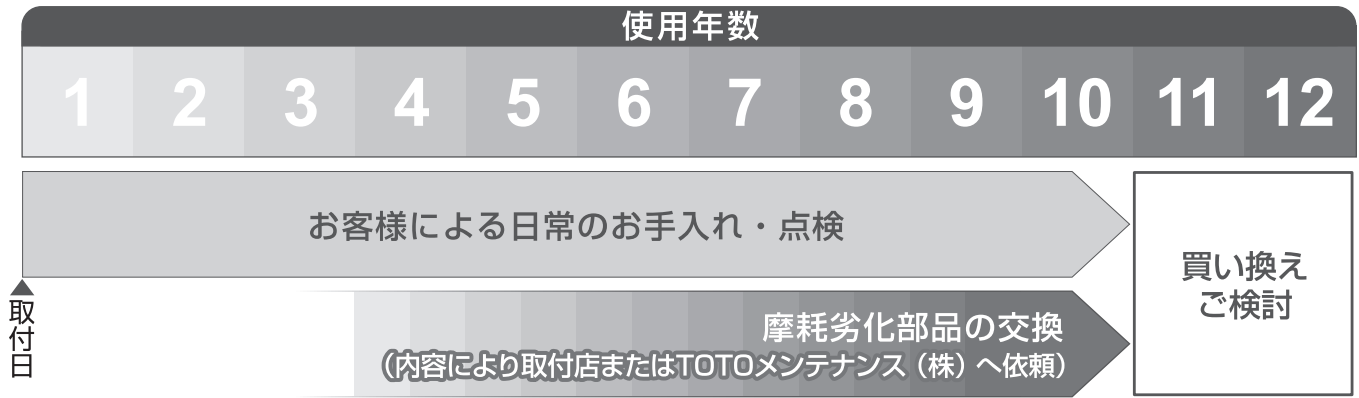 使用年数
1 2 3 4 5 6 7 8 9 10 11 12
お客様による日常のお手入れ・点検
取付日
摩耗劣化部品の交換
（内容により取付店またはTOTOメンテナンス（株）へ依頼）
買い換え
ご検討